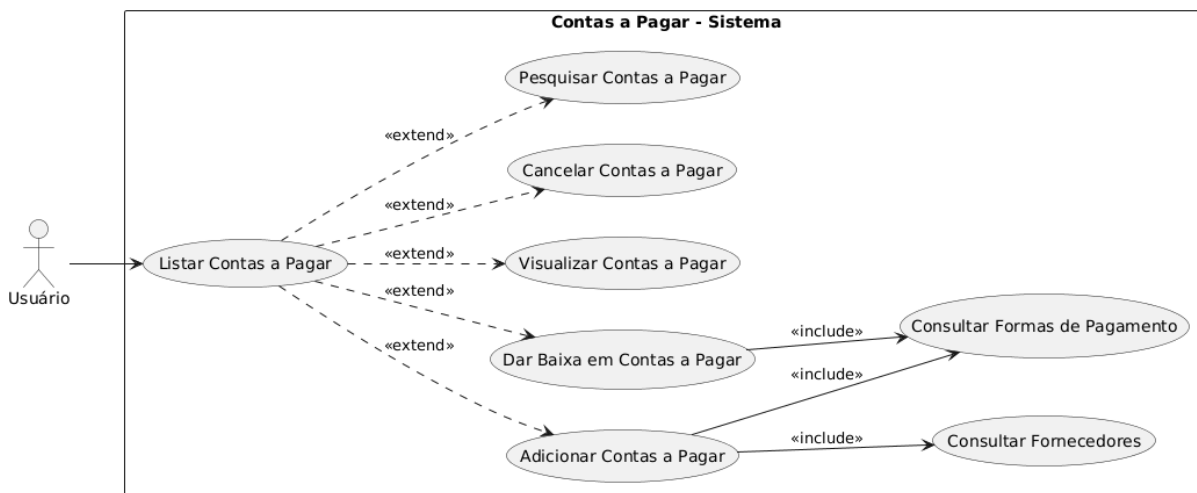 Contas a Pagar - Sistema
Pesquisar Contas a Pagar
«extend»
Cancelar Contas a Pagar
«extend»
Usuário
Listar Contas a Pagar
«extend»
Visualizar Contas a Pagar
«extend»
Dar Baixa em Contas a Pagar
«include»
Consultar Formas de Pagamento
«extend»
«include»
Adicionar Contas a Pagar
«include»
Consultar Fornecedores